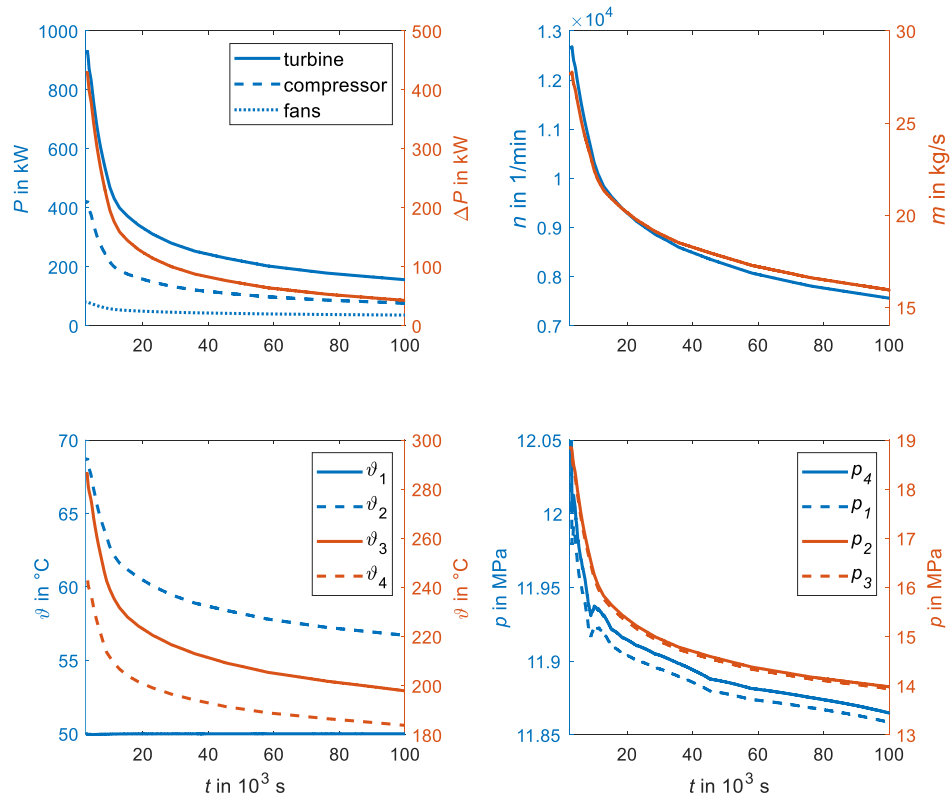 1000
800
600
400
200
0
P in kW
500
400
300
200
100
0
ΔP in kW
turbine
compressor
fans
20 40 60 80 100
×10⁴
1.3
1.2
1.1
1
0.9
0.8
0.7
n in 1/min
30
25
20
15
m in kg/s
20 40 60 80 100
70
65
60
55
50
ϑ in °C
300
280
260
240
220
200
180
ϑ in °C
ϑ₁
ϑ₂
ϑ₃
ϑ₄
20 40 60 80 100
t in 10³ s
12.05
12
11.95
11.9
11.85
p in MPa
19
18
17
16
15
14
13
p in MPa
p₄
p₁
p₂
p₃
20 40 60 80 100
t in 10³ s